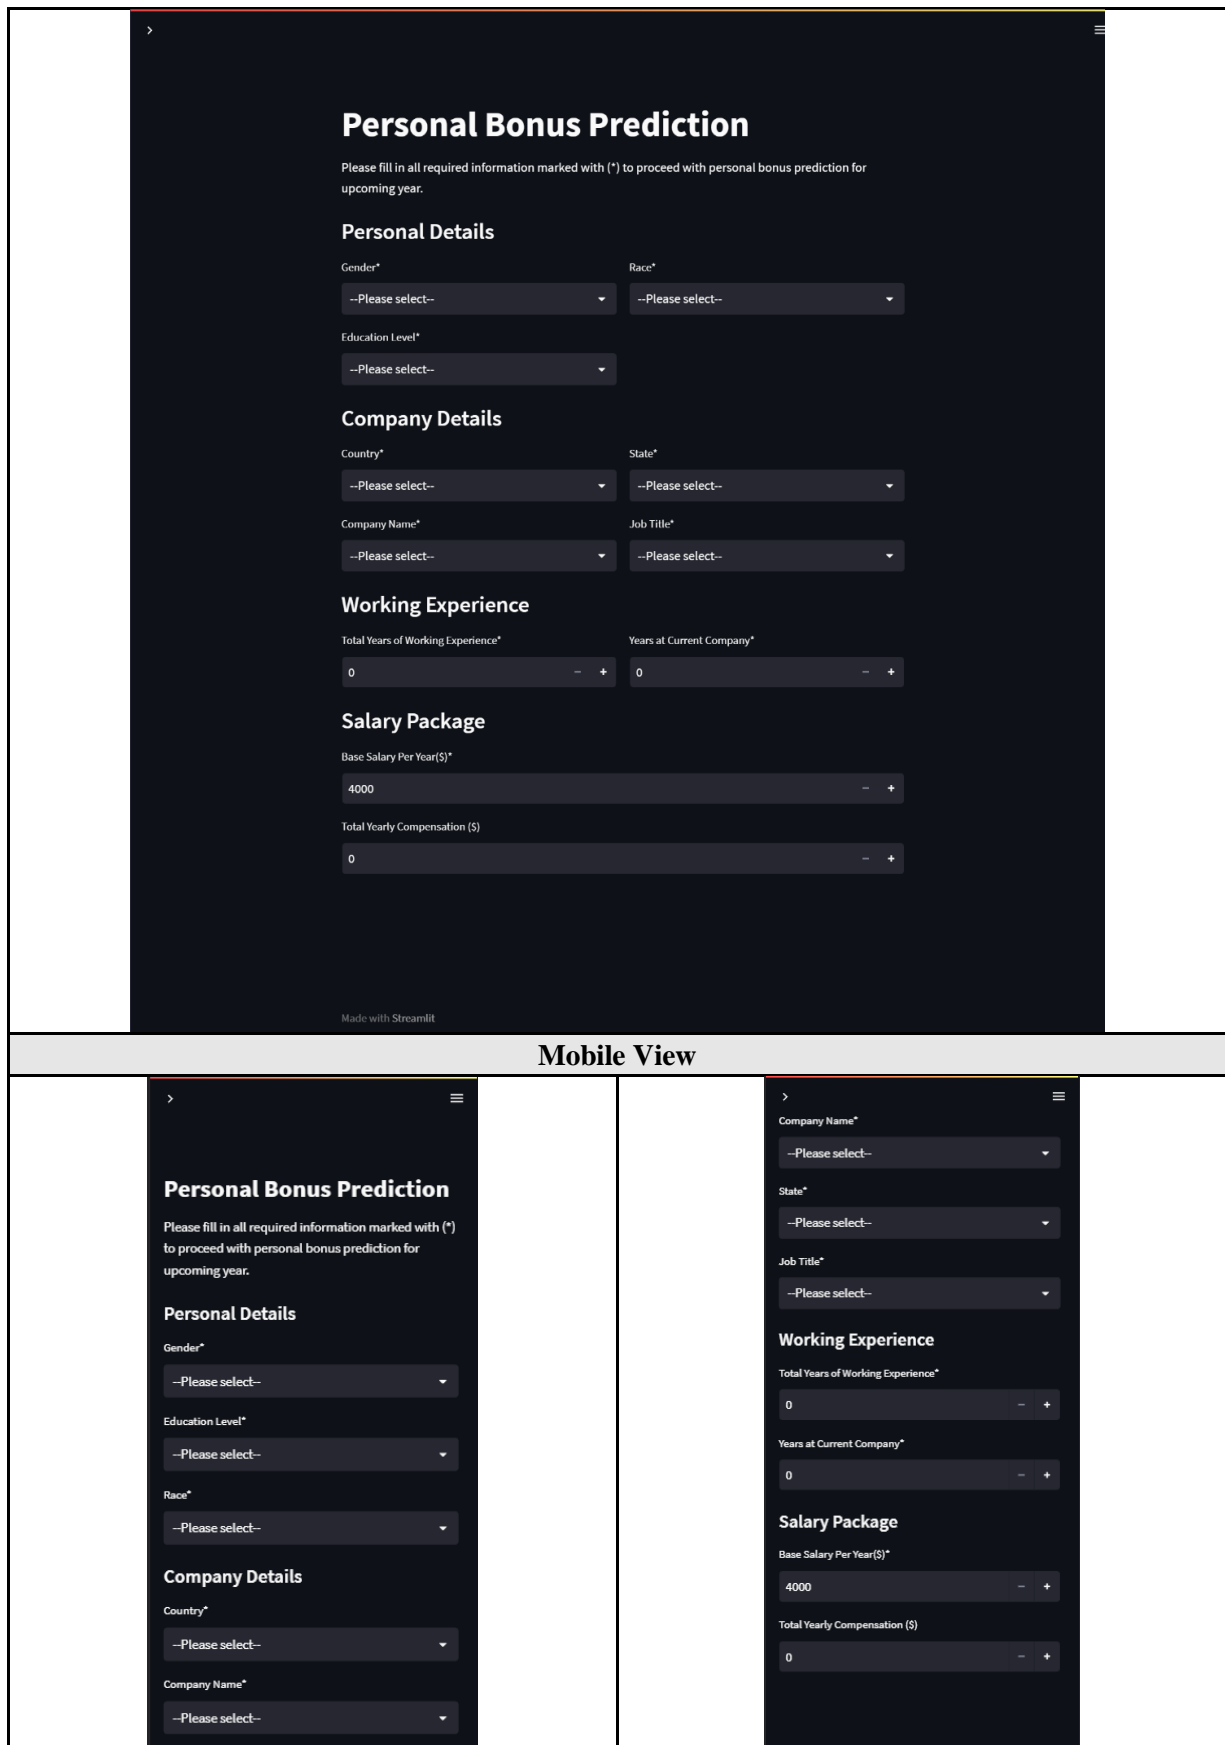 Personal Bonus Prediction
Please fill in all required information marked with (*) to proceed with personal bonus prediction for
upcoming year.
Personal Details
Gender* Race*
--Please select-- --Please select--
Education Level*
--Please select--
Company Details
Country* State*
--Please select-- --Please select--
Company Name* Job Title*
--Please select-- --Please select--
Working Experience
Total Years of Working Experience* Years at Current Company*
0 − + 0 − +
Salary Package
Base Salary Per Year($)*
4000 − +
Total Yearly Compensation ($)
0 − +
Made with Streamlit
Mobile View
Personal Bonus Prediction
Please fill in all required information marked with (*)
to proceed with personal bonus prediction for
upcoming year.
Personal Details
Gender*
--Please select--
Education Level*
--Please select--
Race*
--Please select--
Company Details
Country*
--Please select--
Company Name*
--Please select--
Company Name*
--Please select--
State*
--Please select--
Job Title*
--Please select--
Working Experience
Total Years of Working Experience*
0 − +
Years at Current Company*
0 − +
Salary Package
Base Salary Per Year($)*
4000 − +
Total Yearly Compensation ($)
0 − +